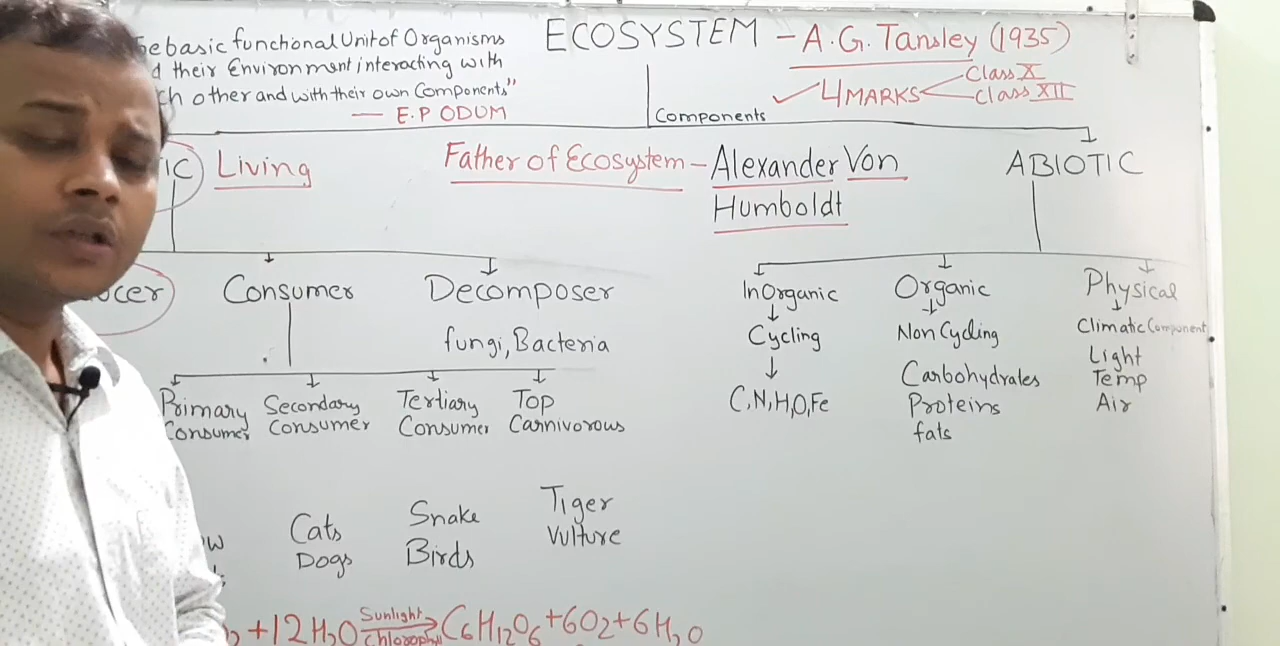 basic functional Unit of Organisms
their Environment interacting with
other and with their own Components"
— E.P ODUM
ECOSYSTEM – A.G. Tansley (1935)
4 MARKS
Class X
Class XII
Components
Living
Father of Ecosystem – Alexander Von
Humboldt
ABIOTIC
Consumer
Decomposer
fungi, Bacteria
Primary
Consumer
Secondary
Consumer
Tertiary
Consumer
Top
Carnivorous
Cats
Dogs
Snake
Birds
Tiger
Vulture
InOrganic
Cycling
C,N,H,O,Fe
Organic
Non Cycling
Carbohydrates
Proteins
fats
Physical
Climatic Component
Light
Temp
Air
+12H2O Sunlight C6H12O6+6O2+6H2O